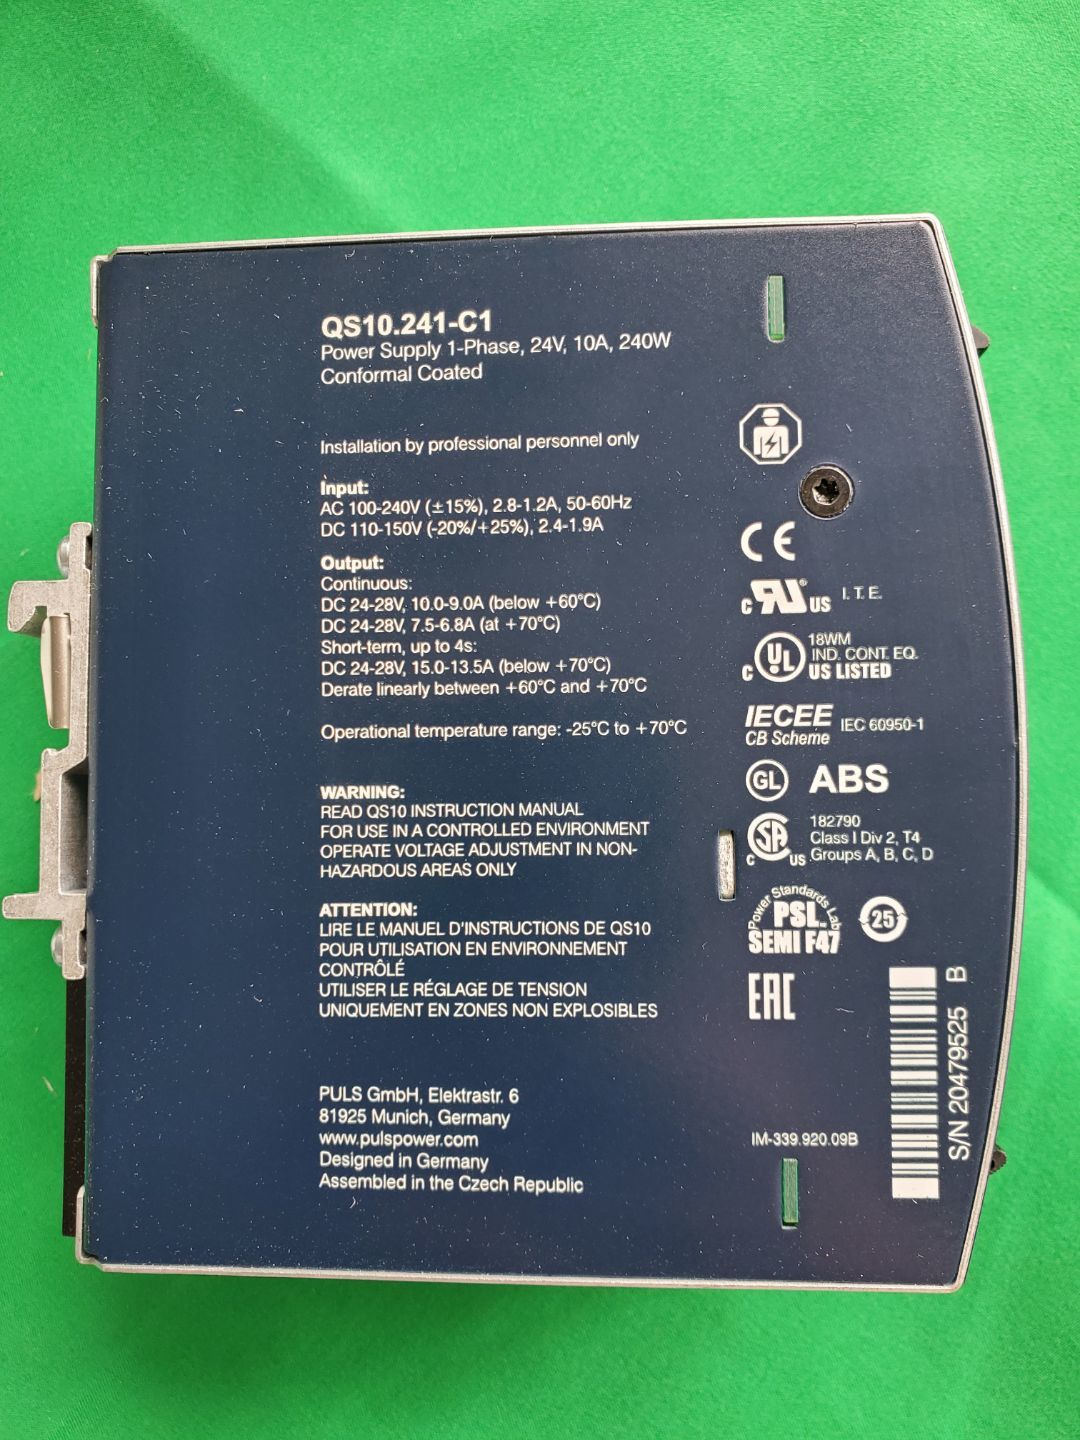 QS10.241-C1
Power Supply 1-Phase, 24V, 10A, 240W
Conformal Coated
Installation by professional personnel only
Input:
AC 100-240V (±15%), 2.8-1.2A, 50-60Hz
DC 110-150V (-20%/+25%), 2.4-1.9A
Output:
Continuous:
DC 24-28V, 10.0-9.0A (below +60°C)
DC 24-28V, 7.5-6.8A (at +70°C)
Short-term, up to 4s:
DC 24-28V, 15.0-13.5A (below +70°C)
Derate linearly between +60°C and +70°C
Operational temperature range: -25°C to +70°C
WARNING:
READ QS10 INSTRUCTION MANUAL
FOR USE IN A CONTROLLED ENVIRONMENT
OPERATE VOLTAGE ADJUSTMENT IN NON-
HAZARDOUS AREAS ONLY
ATTENTION:
LIRE LE MANUEL D'INSTRUCTIONS DE QS10
POUR UTILISATION EN ENVIRONNEMENT
CONTRÔLÉ
UTILISER LE RÉGLAGE DE TENSION
UNIQUEMENT EN ZONES NON EXPLOSIBLES
PULS GmbH, Elektrastr. 6
81925 Munich, Germany
www.pulspower.com
Designed in Germany
Assembled in the Czech Republic
CE
c RU ® US I.T.E.
c UL 18WM
IND. CONT. EQ.
US LISTED
IECEE
CB Scheme
IEC 60950-1
GL ABS
c SA US
182790
Class I Div 2, T4
Groups A, B, C, D
Power Standards Lab
PSL
SEMI F47
25
EAC
IM-339.920.09B
S/N 20479525 B